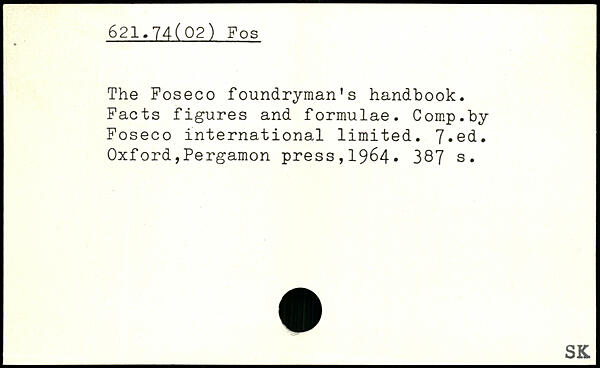 621.74(02) Fos
The Foseco foundryman's handbook.
Facts figures and formulae. Comp.by
Foseco international limited. 7.ed.
Oxford,Pergamon press,1964. 387 s.
SK